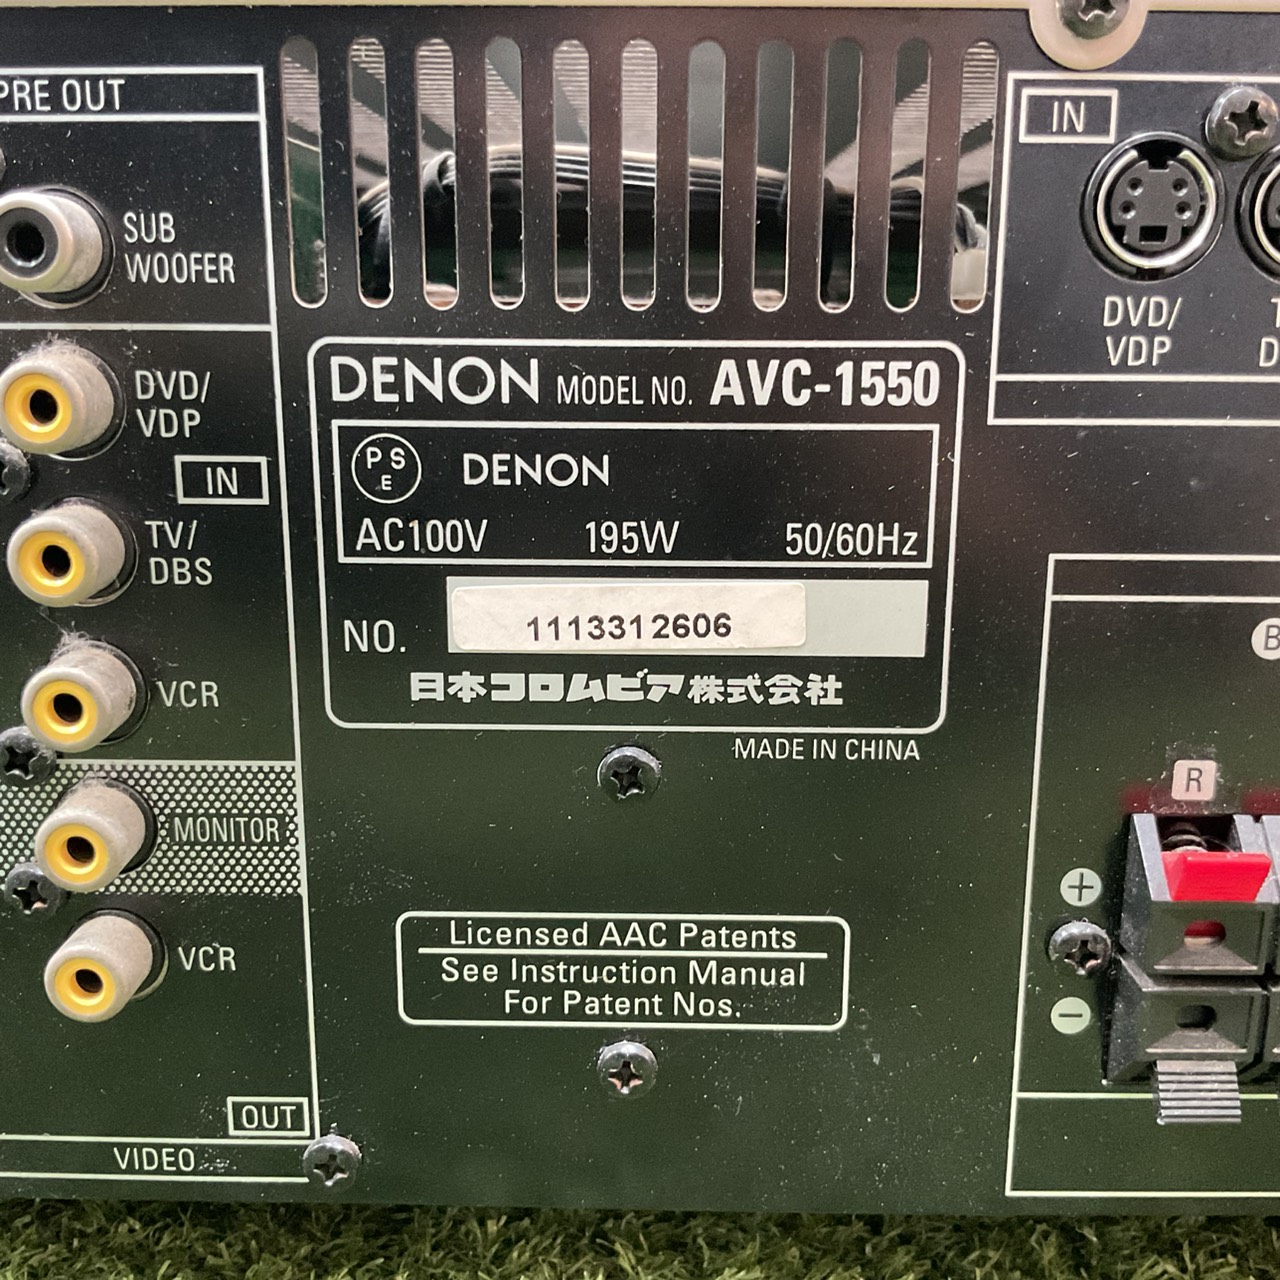 PRE OUT
SUB
WOOFER
DVD/
VDP
IN
TV/
DBS
VCR
MONITOR
VCR
OUT
VIDEO
DENON MODEL NO. AVC-1550
PS
E
DENON
AC100V 195W 50/60Hz
NO. 1113312606
日本コロムビア株式会社
MADE IN CHINA
Licensed AAC Patents
See Instruction Manual
For Patent Nos.
IN
DVD/
VDP
T
D
B
R
+
−